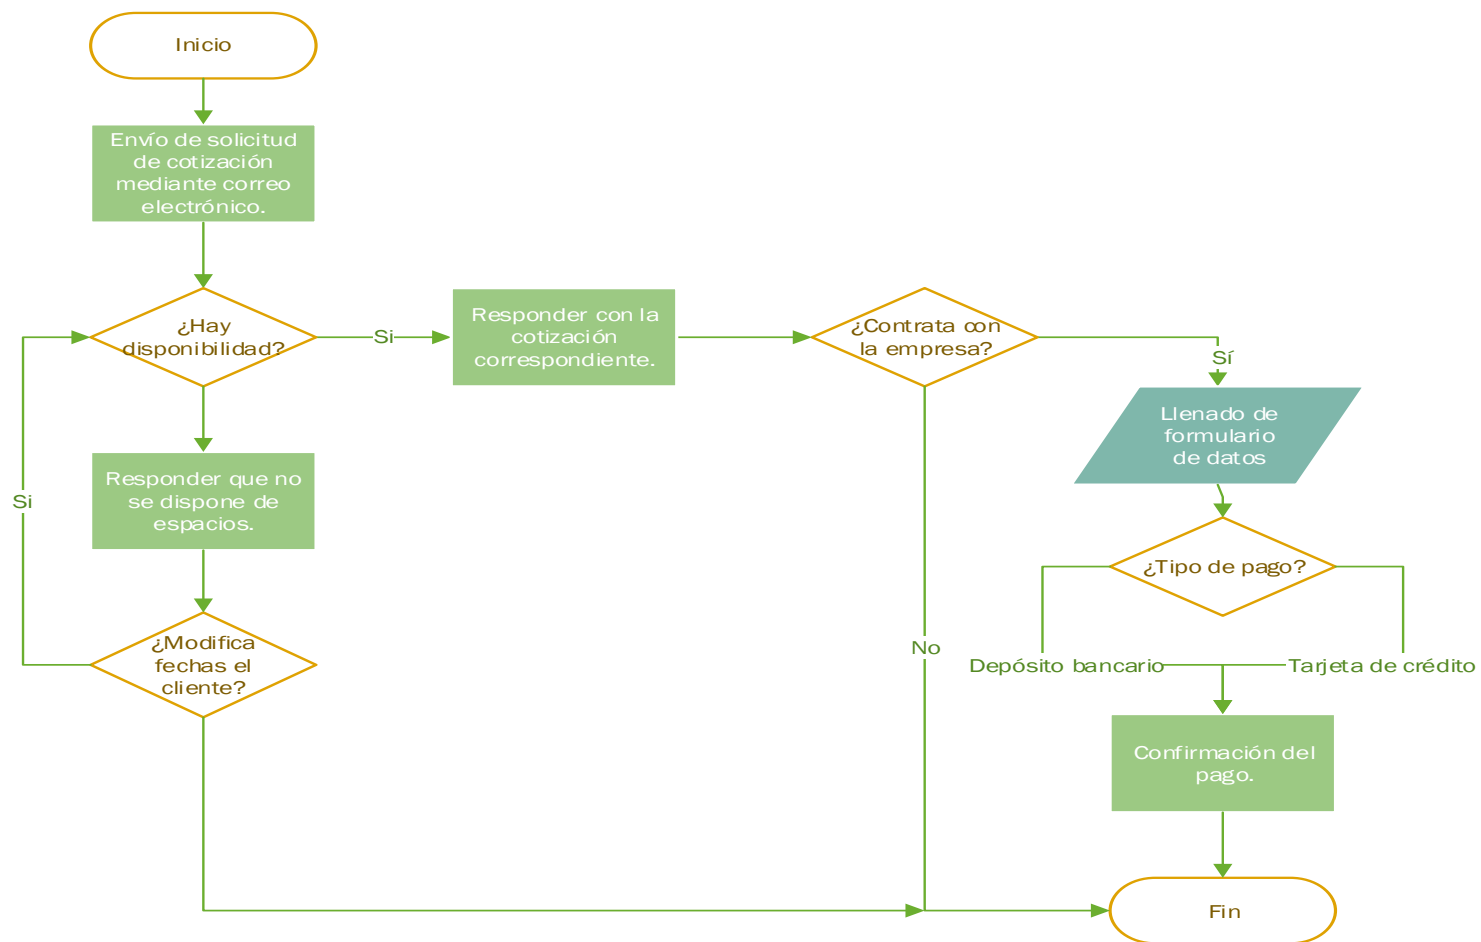 Inicio
Envío de solicitud
de cotización
mediante correo
electrónico.
¿Hay
disponibilidad?
Si
Responder con la
cotización
correspondiente.
¿Contrata con
la empresa?
Sí
Llenado de
formulario
de datos
Responder que no
se dispone de
espacios.
Si
¿Tipo de pago?
¿Modifica
fechas el
cliente?
No
Depósito bancario
Tarjeta de crédito
Confirmación del
pago.
Fin